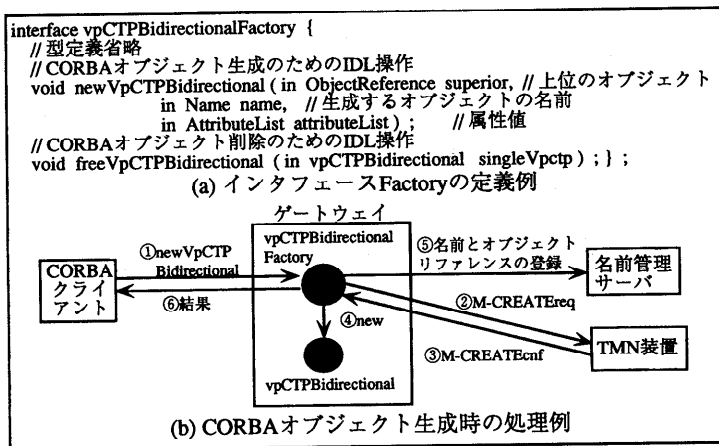 interface vpCTPBidirectionalFactory {
//型定義省略
//CORBAオブジェクト生成のためのIDL操作
void newVpCTPBidirectional ( in ObjectReference superior, //上位のオブジェクト
in Name name, //生成するオブジェクトの名前
in AttributeList attributeList ) ; //属性値
//CORBAオブジェクト削除のためのIDL操作
void freeVpCTPBidirectional ( in vpCTPBidirectional singleVpctp ) ; } ;
(a) インタフェースFactoryの定義例
ゲートウェイ
vpCTPBidirectional
Factory
①newVpCTP
Bidirectional
⑤名前とオブジェクト
リファレンスの登録
CORBA
クライ
アント
名前管理
サーバ
⑥結果
②M-CREATEreq
④new
③M-CREATEcnf
TMN装置
vpCTPBidirectional
(b) CORBAオブジェクト生成時の処理例